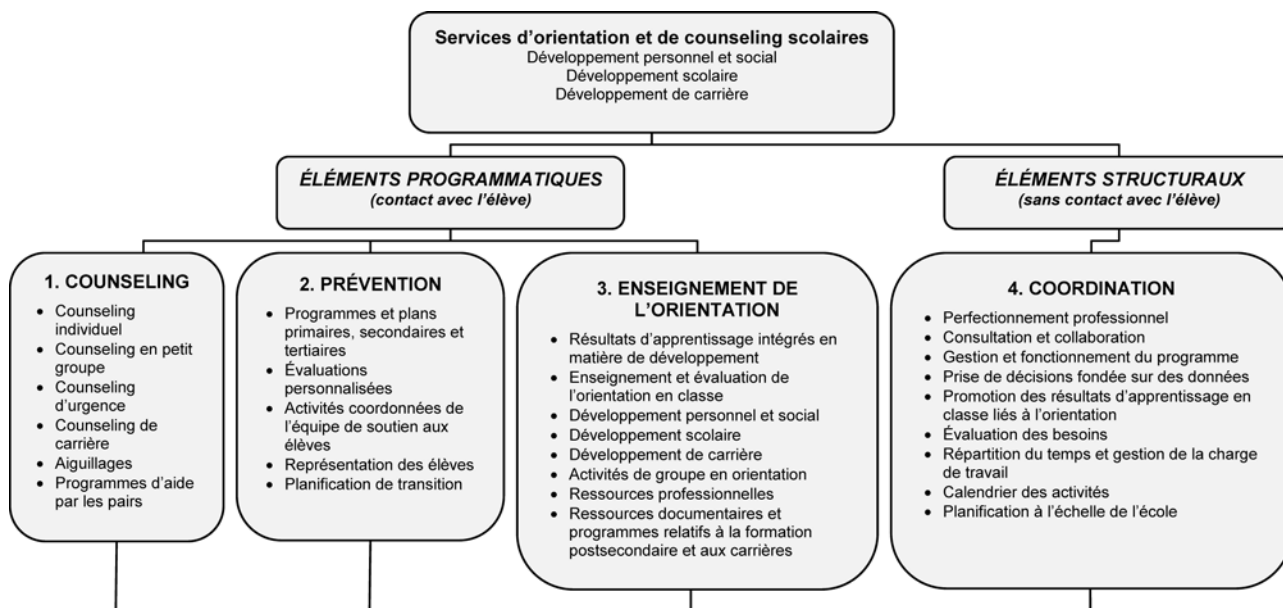 Services d’orientation et de counseling scolaires
Développement personnel et social
Développement scolaire
Développement de carrière
ÉLÉMENTS PROGRAMMATIQUES
(contact avec l’élève)
ÉLÉMENTS STRUCTURAUX
(sans contact avec l’élève)
1. COUNSELING
• Counseling
individuel
• Counseling en petit
groupe
• Counseling
d’urgence
• Counseling de
carrière
• Aiguillages
• Programmes d’aide
par les pairs
2. PRÉVENTION
• Programmes et plans
primaires, secondaires et
tertiaires
• Évaluations
personnalisées
• Activités coordonnées de
l’équipe de soutien aux
élèves
• Représentation des élèves
• Planification de transition
3. ENSEIGNEMENT DE
L’ORIENTATION
• Résultats d’apprentissage intégrés en
matière de développement
• Enseignement et évaluation de
l’orientation en classe
• Développement personnel et social
• Développement scolaire
• Développement de carrière
• Activités de groupe en orientation
• Ressources professionnelles
• Ressources documentaires et
programmes relatifs à la formation
postsecondaire et aux carrières
4. COORDINATION
• Perfectionnement professionnel
• Consultation et collaboration
• Gestion et fonctionnement du programme
• Prise de décisions fondée sur des données
• Promotion des résultats d’apprentissage en
classe liés à l’orientation
• Évaluation des besoins
• Répartition du temps et gestion de la charge
de travail
• Calendrier des activités
• Planification à l’échelle de l’école